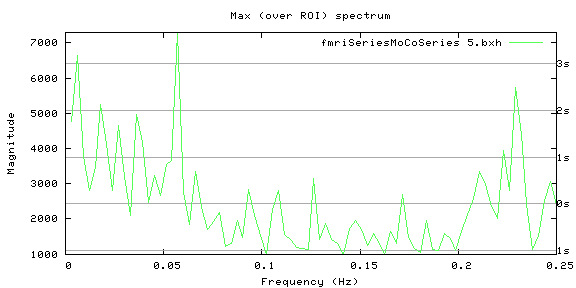 Max (over ROI) spectrum
fmriSeriesMoCoSeries 5.bxh
7000
6000
5000
4000
3000
2000
1000
3s
2s
1s
1s
0s
1s
0
0.05
0.1
0.15
0.2
0.25
Magnitude
Frequency (Hz)